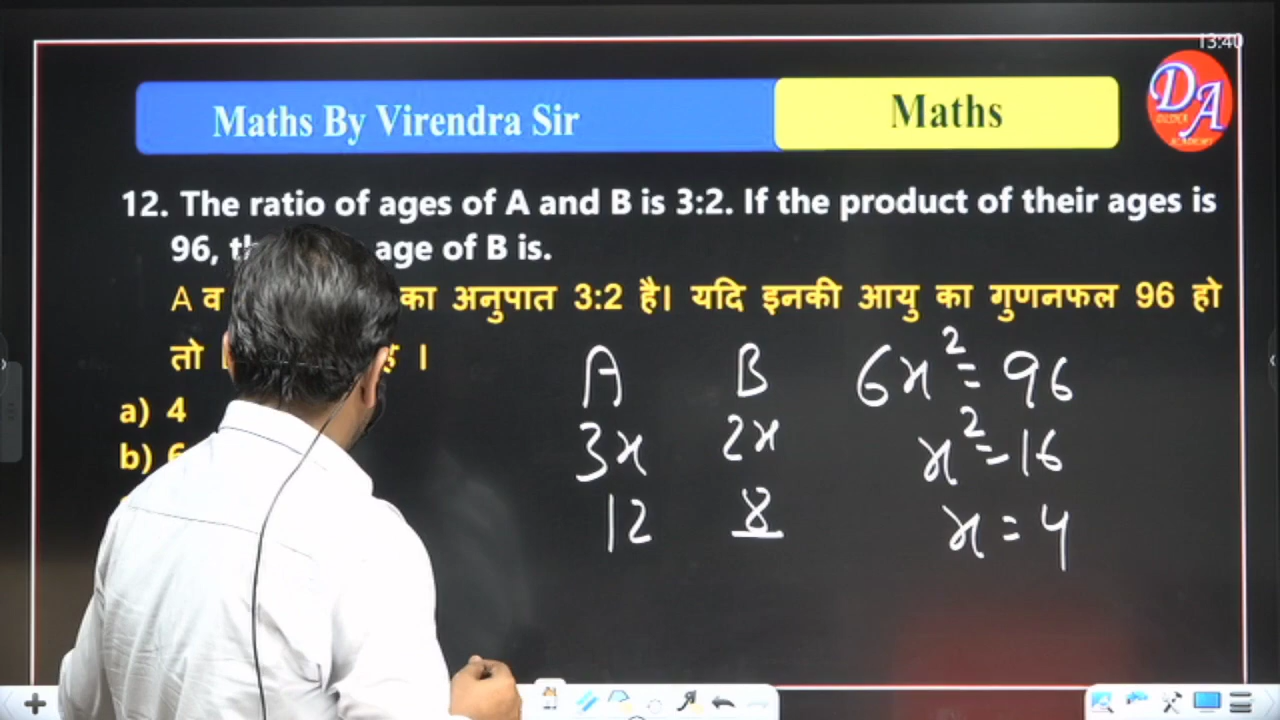 13:40
Maths By Virendra Sir
Maths
DA
12. The ratio of ages of A and B is 3:2. If the product of their ages is
96, age of B is.
A व का अनुपात 3:2 है। यदि इनकी आयु का गुणनफल 96 हो
तो है ।
a) 4
b) 6
A B 6x² = 96
3x 2x x² = 16
12 8 x = 4